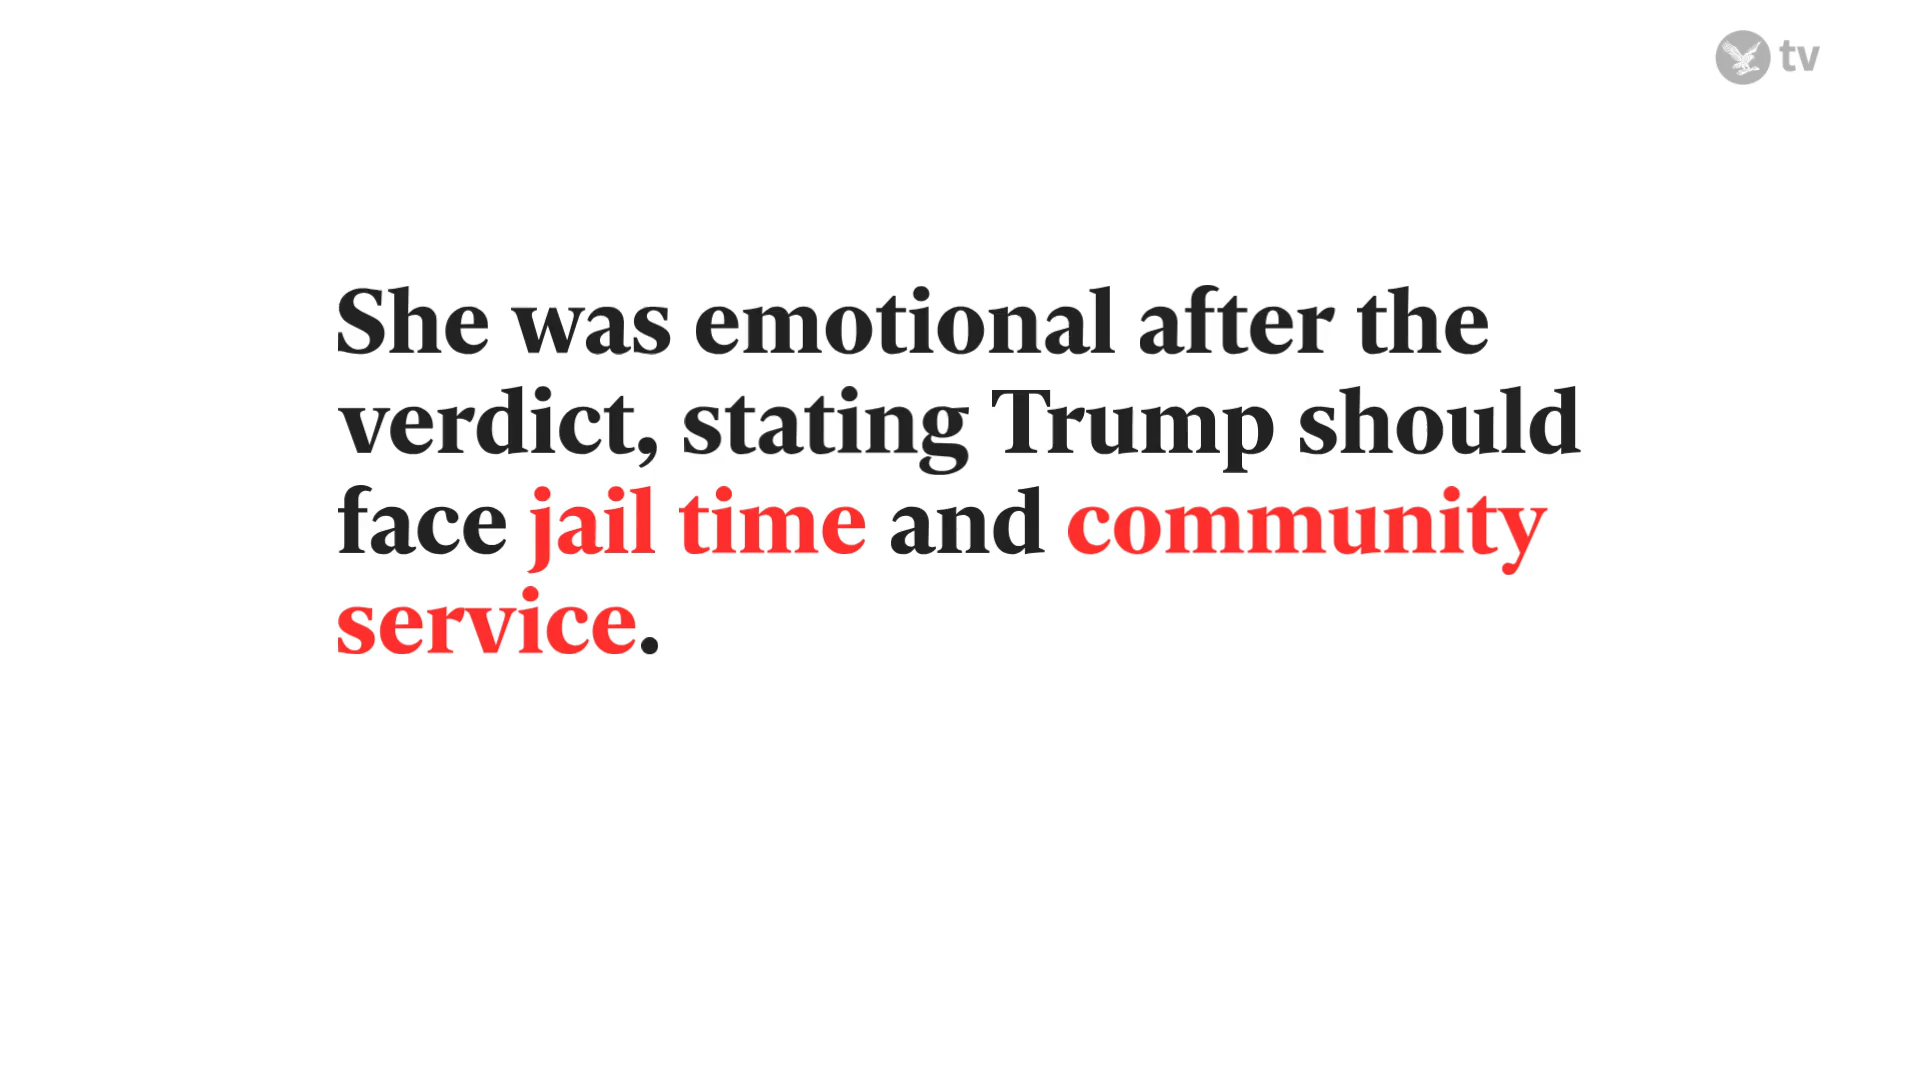 tv
She was emotional after the
verdict, stating Trump should
face jail time and community
service.